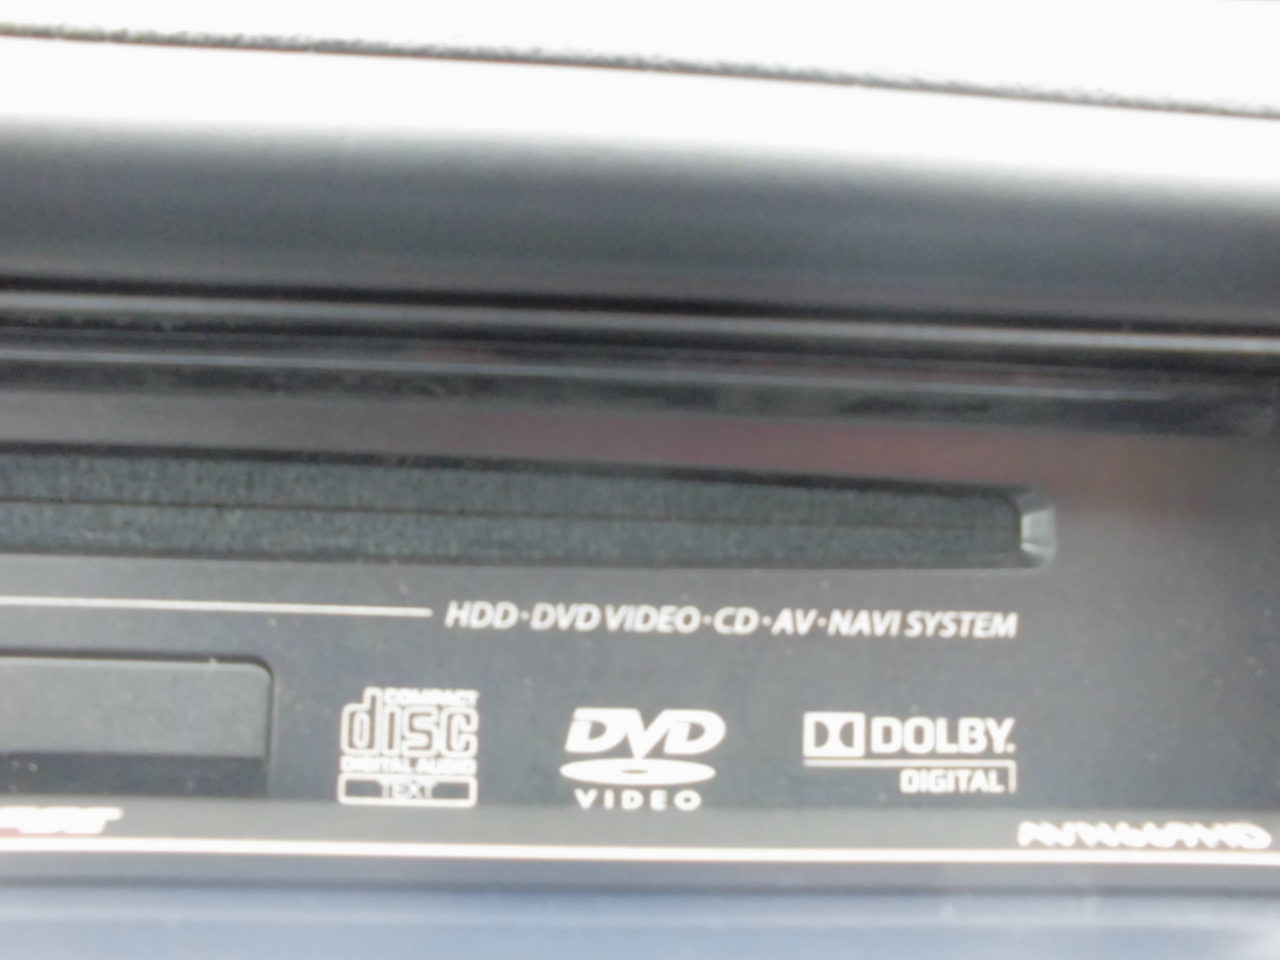 HDD•DVD VIDEO•CD•AV•NAVI SYSTEM
COMPACT
disc
DIGITAL AUDIO
TEXT
DVD
VIDEO
DOLBY.
DIGITAL